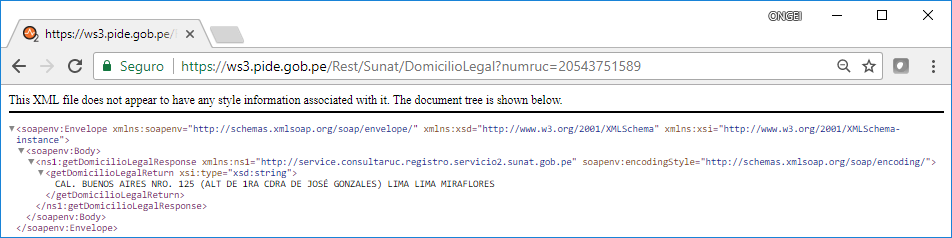 ONGEI
2 https://ws3.pide.gob.pe/
Seguro https://ws3.pide.gob.pe/Rest/Sunat/DomicilioLegal?numruc=20543751589
This XML file does not appear to have any style information associated with it. The document tree is shown below.
<soapenv:Envelope xmlns:soapenv="http://schemas.xmlsoap.org/soap/envelope/" xmlns:xsd="http://www.w3.org/2001/XMLSchema" xmlns:xsi="http://www.w3.org/2001/XMLSchema-
instance">
<soapenv:Body>
<ns1:getDomicilioLegalResponse xmlns:ns1="http://service.consultaruc.registro.servicio2.sunat.gob.pe" soapenv:encodingStyle="http://schemas.xmlsoap.org/soap/encoding/">
<getDomicilioLegalReturn xsi:type="xsd:string">
CAL. BUENOS AIRES NRO. 125 (ALT DE 1RA CDRA DE JOSÉ GONZALES) LIMA LIMA MIRAFLORES
</getDomicilioLegalReturn>
</ns1:getDomicilioLegalResponse>
</soapenv:Body>
</soapenv:Envelope>